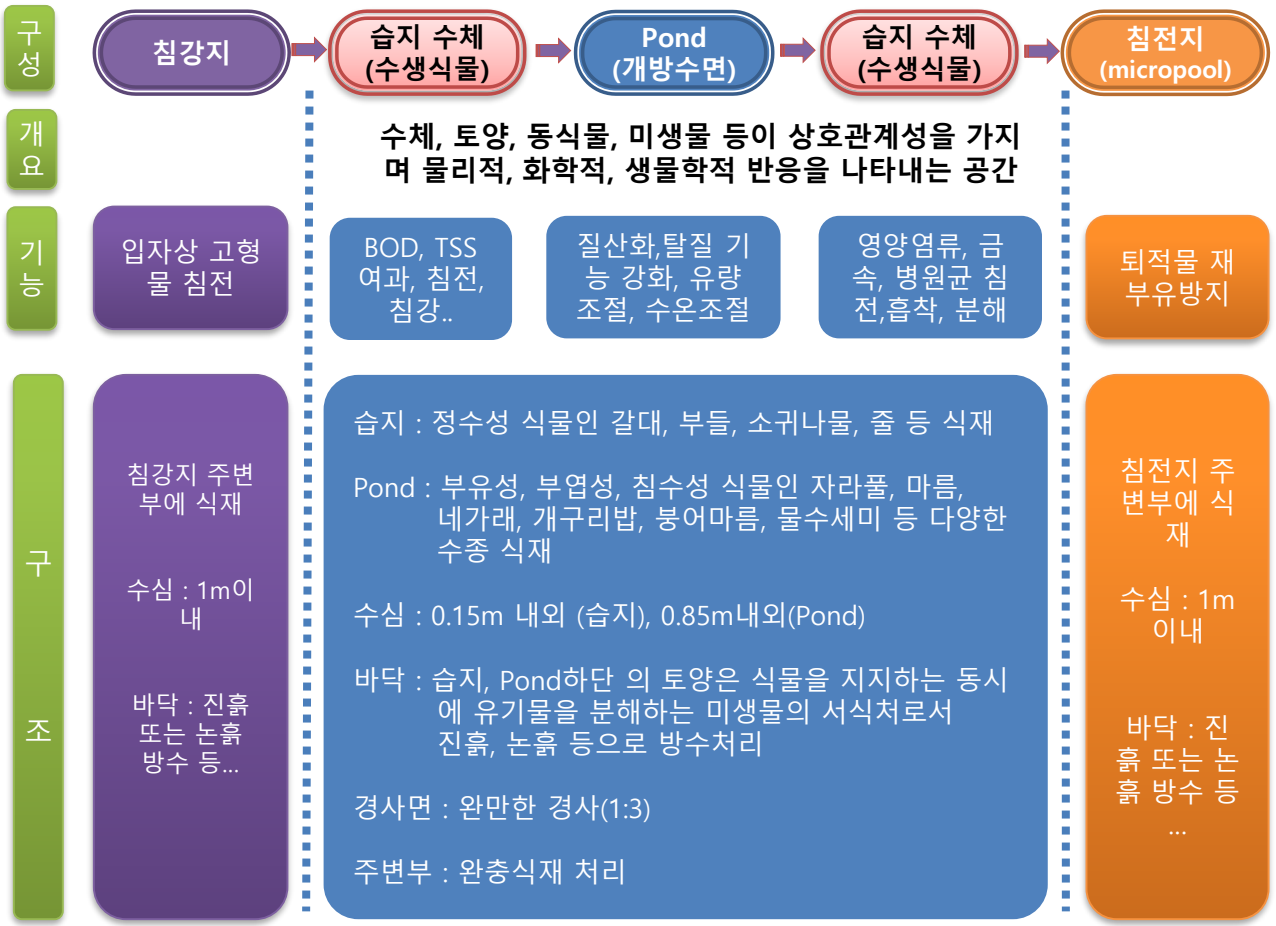 구
성
침강지
습지 수체
(수생식물)
Pond
(개방수면)
습지 수체
(수생식물)
침전지
(micropool)
개
요
수체, 토양, 동식물, 미생물 등이 상호관계성을 가지
며 물리적, 화학적, 생물학적 반응을 나타내는 공간
기
능
입자상 고형
물 침전
BOD, TSS
여과, 침전,
침강..
질산화,탈질 기
능 강화, 유량
조절, 수온조절
영양염류, 금
속, 병원균 침
전,흡착, 분해
퇴적물 재
부유방지
구
조
침강지 주변
부에 식재
수심 : 1m이
내
바닥 : 진흙
또는 논흙
방수 등...
습지 : 정수성 식물인 갈대, 부들, 소귀나물, 줄 등 식재
Pond : 부유성, 부엽성, 침수성 식물인 자라풀, 마름,
네가래, 개구리밥, 붕어마름, 물수세미 등 다양한
수종 식재
수심 : 0.15m 내외 (습지), 0.85m내외(Pond)
바닥 : 습지, Pond하단 의 토양은 식물을 지지하는 동시
에 유기물을 분해하는 미생물의 서식처로서
진흙, 논흙 등으로 방수처리
경사면 : 완만한 경사(1:3)
주변부 : 완충식재 처리
침전지 주
변부에 식
재
수심 : 1m
이내
바닥 : 진
흙 또는 논
흙 방수 등
...